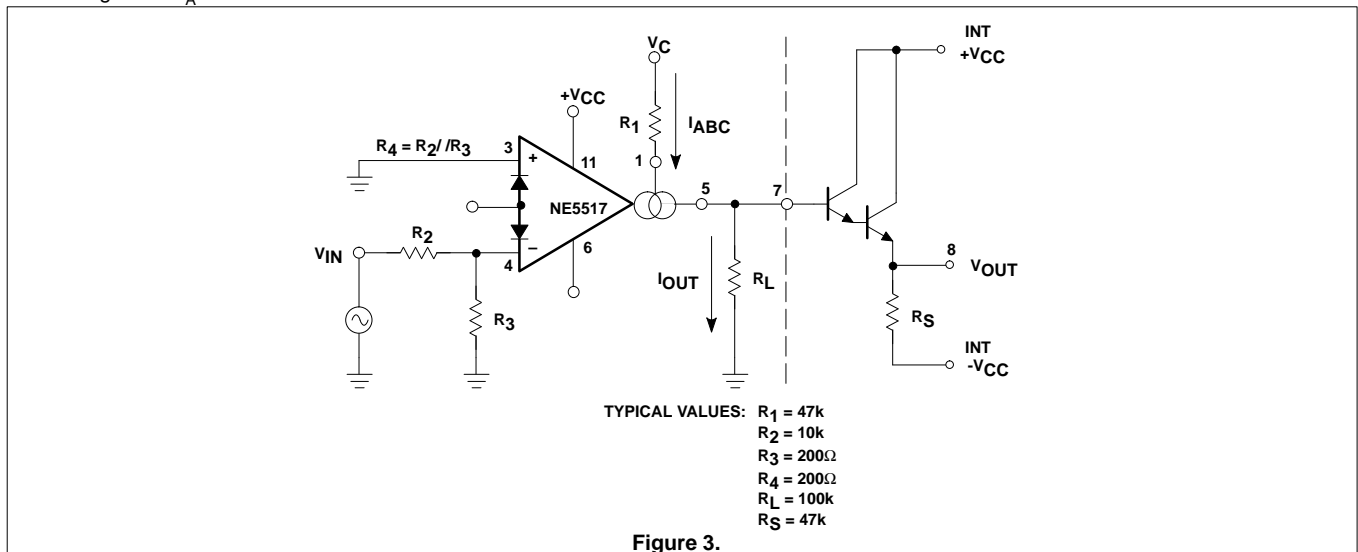 A
VC
+VCC
R1
IABC
INT
+VCC
R4 = R2/ /R3
3
+
11
1
NE5517
5
7
VIN
R2
4
–
6
R3
IOUT
RL
8
VOUT
RS
INT
-VCC
TYPICAL VALUES: R1 = 47k
R2 = 10k
R3 = 200Ω
R4 = 200Ω
RL = 100k
RS = 47k
Figure 3.